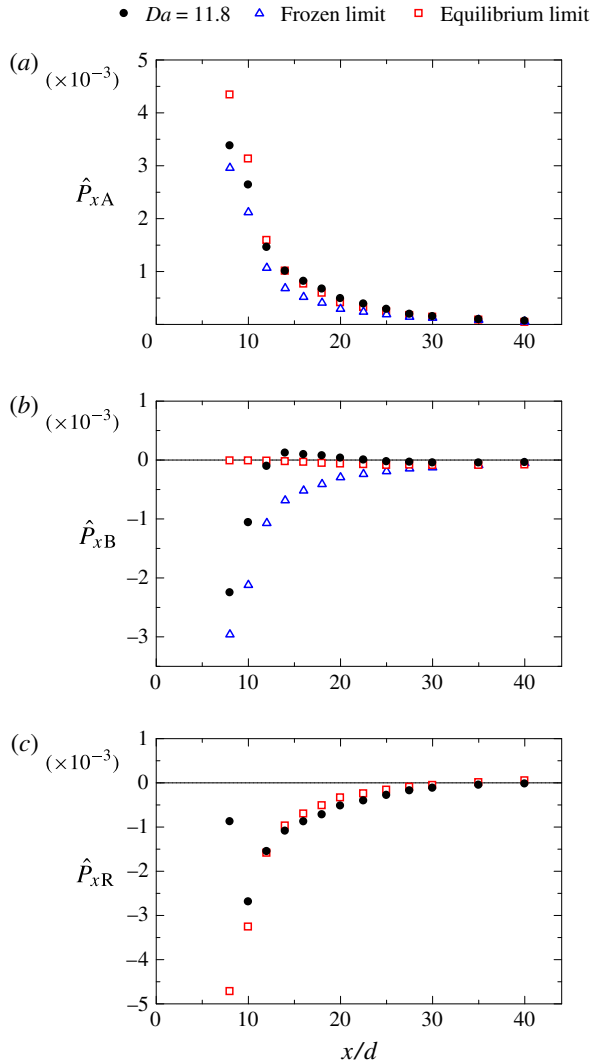 ● Da = 11.8 △ Frozen limit □ Equilibrium limit
(a)
(×10⁻³)
5
4
3
2
1
P̂xA
0 10 20 30 40
(b)
(×10⁻³)
1
0
−1
−2
−3
P̂xB
0 10 20 30 40
(c)
(×10⁻³)
1
0
−1
−2
−3
−4
−5
P̂xR
0 10 20 30 40
x/d